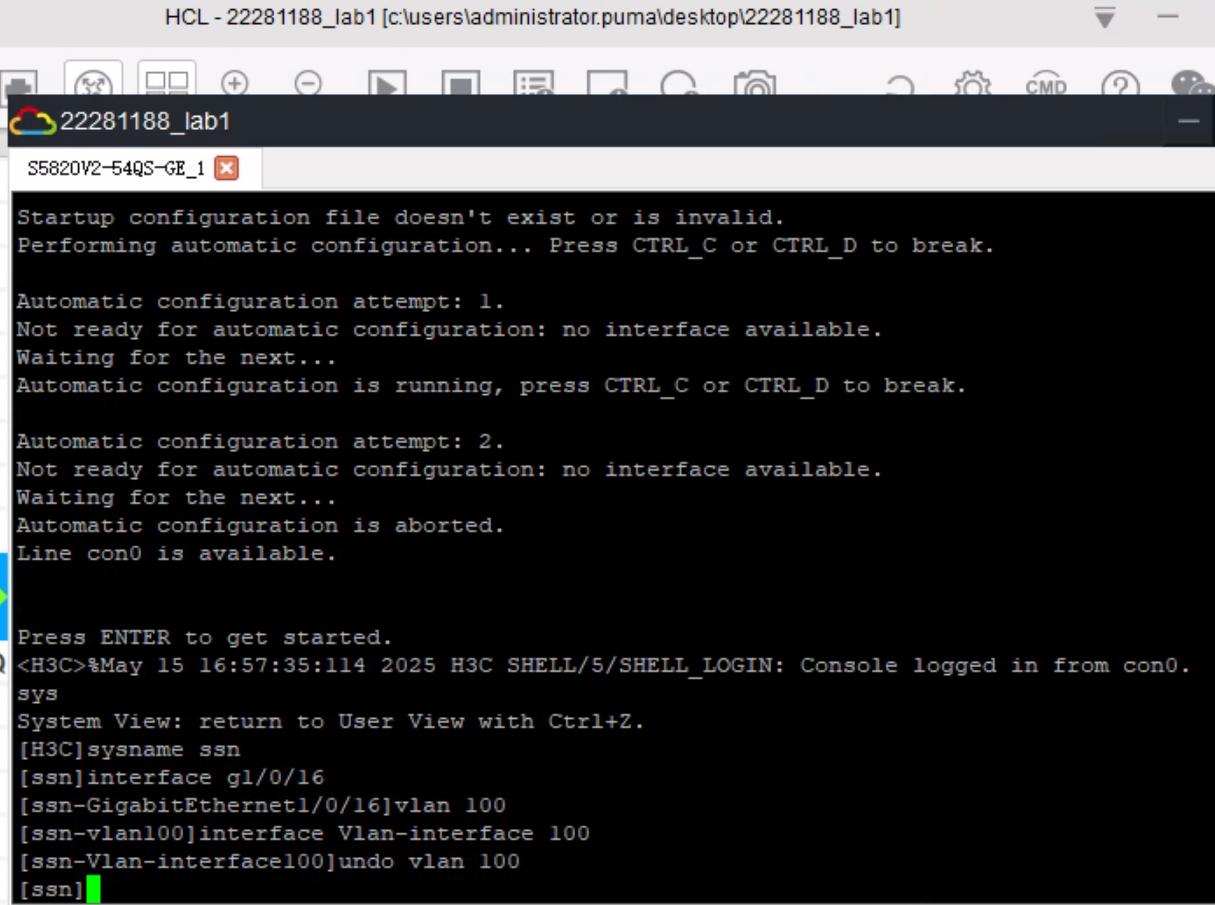 HCL - 22281188_lab1 [c:\users\administrator.puma\desktop\22281188_lab1]
CMD
22281188_lab1
S5820V2-54QS-GE_1
Startup configuration file doesn't exist or is invalid.
Performing automatic configuration... Press CTRL_C or CTRL_D to break.
Automatic configuration attempt: 1.
Not ready for automatic configuration: no interface available.
Waiting for the next...
Automatic configuration is running, press CTRL_C or CTRL_D to break.
Automatic configuration attempt: 2.
Not ready for automatic configuration: no interface available.
Waiting for the next...
Automatic configuration is aborted.
Line con0 is available.
Press ENTER to get started.
<H3C>%May 15 16:57:35:114 2025 H3C SHELL/5/SHELL_LOGIN: Console logged in from con0.
sys
System View: return to User View with Ctrl+Z.
[H3C]sysname ssn
[ssn]interface g1/0/16
[ssn-GigabitEthernet1/0/16]vlan 100
[ssn-vlan100]interface Vlan-interface 100
[ssn-Vlan-interface100]undo vlan 100
[ssn]